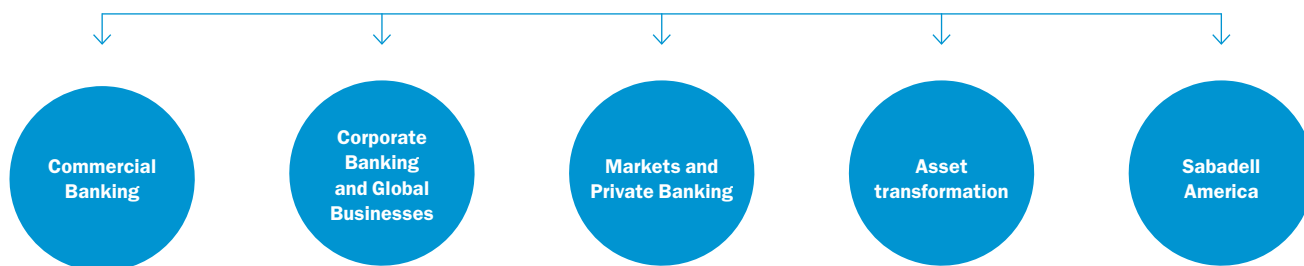 Commercial
Banking
Corporate
Banking
and Global
Businesses
Markets and
Private Banking
Asset
transformation
Sabadell
America